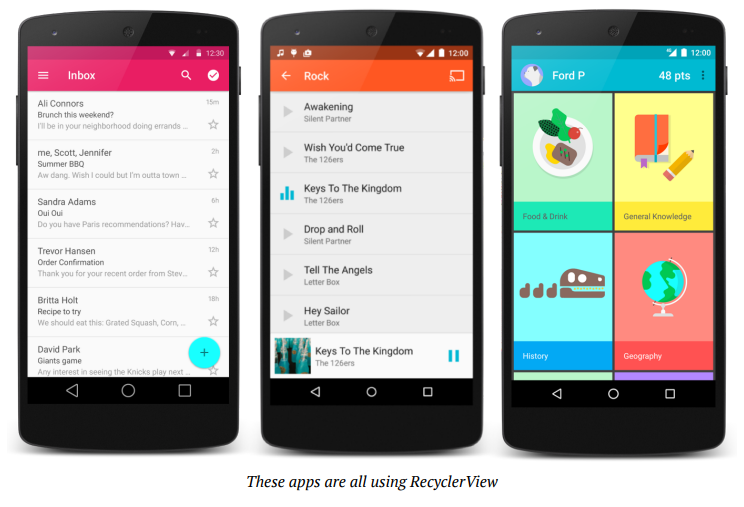 12:30
Inbox
Ali Connors 15m
Brunch this weekend?
I'll be in your neighborhood doing errands ...
me, Scott, Jennifer 2h
Summer BBQ
Aw dang. Wish I could but I'm outta town ...
Sandra Adams 6h
Oui Oui
Do you have Paris recommendations? Hav...
Trevor Hansen 12h
Order Confirmation
Thank you for your recent order from Stev...
Britta Holt 18h
Recipe to try
We should eat this: Grated Squash, Corn, ...
David Park
Giants game
Any interest in seeing the Knicks play next ...
+
12:00
Rock
Awakening
Silent Partner
Wish You'd Come True
The 126ers
Keys To The Kingdom
The 126ers
Drop and Roll
Silent Partner
Tell The Angels
Letter Box
Hey Sailor
Letter Box
Keys To The Kingdom
The 126ers
12:00
Ford P 48 pts
Food & Drink
General Knowledge
History
Geography
These apps are all using RecyclerView